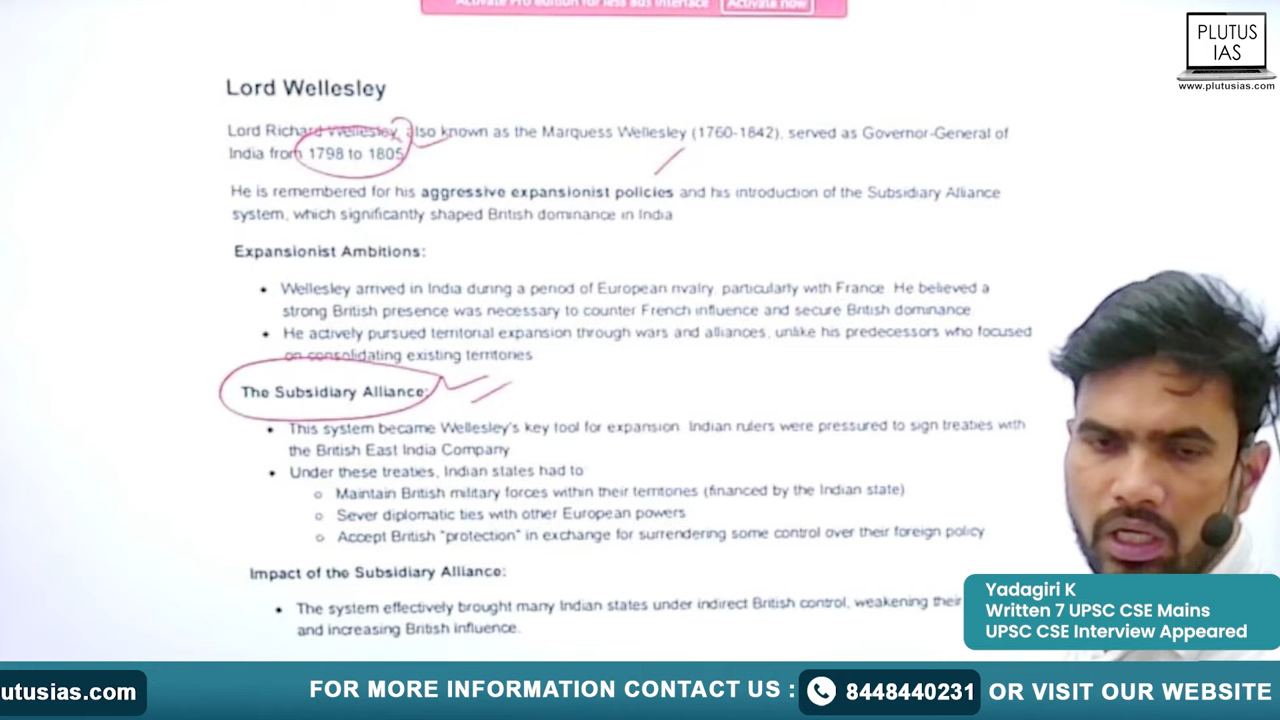 Activate Pro edition for less ads interface Activate now
PLUTUS
IAS
www.plutusias.com
Lord Wellesley
Lord Richard Wellesley, also known as the Marquess Wellesley (1760-1842), served as Governor-General of
India from 1798 to 1805
He is remembered for his aggressive expansionist policies and his introduction of the Subsidiary Alliance
system, which significantly shaped British dominance in India
Expansionist Ambitions:
• Wellesley arrived in India during a period of European rivalry, particularly with France. He believed a
strong British presence was necessary to counter French influence and secure British dominance
• He actively pursued territorial expansion through wars and alliances, unlike his predecessors who focused
on consolidating existing territories
The Subsidiary Alliance:
• This system became Wellesley's key tool for expansion. Indian rulers were pressured to sign treaties with
the British East India Company
• Under these treaties, Indian states had to
○ Maintain British military forces within their territories (financed by the Indian state)
○ Sever diplomatic ties with other European powers
○ Accept British "protection" in exchange for surrendering some control over their foreign policy
Impact of the Subsidiary Alliance:
• The system effectively brought many Indian states under indirect British control, weakening their
and increasing British influence.
Yadagiri K
Written 7 UPSC CSE Mains
UPSC CSE Interview Appeared
utusias.com FOR MORE INFORMATION CONTACT US : 8448440231 OR VISIT OUR WEBSITE